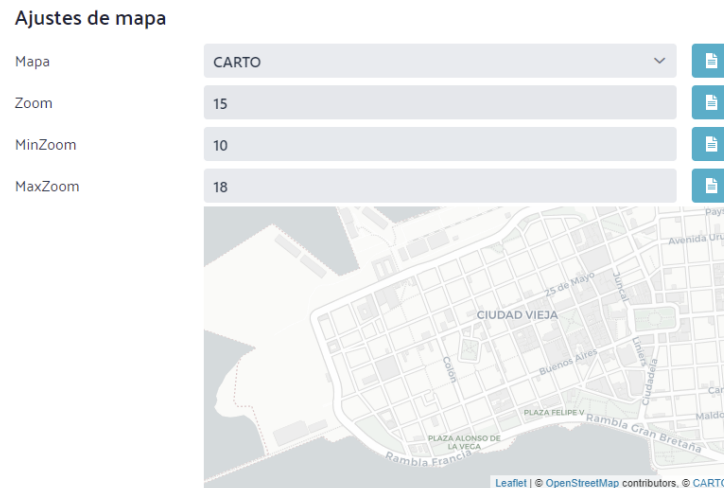 Ajustes de mapa
Mapa
CARTO
Zoom
15
MinZoom
10
MaxZoom
18
Avenida
25 de Mayo
Juncal
CIUDAD VIEJA
Liniers
Buenos Aires
Colón
Ciudadela
PLAZA FELIPE V
Rambla Gran Bretaña
PLAZA ALONSO DE
LA VEGA
Rambla Francia
Leaflet | © OpenStreetMap contributors, © CARTO